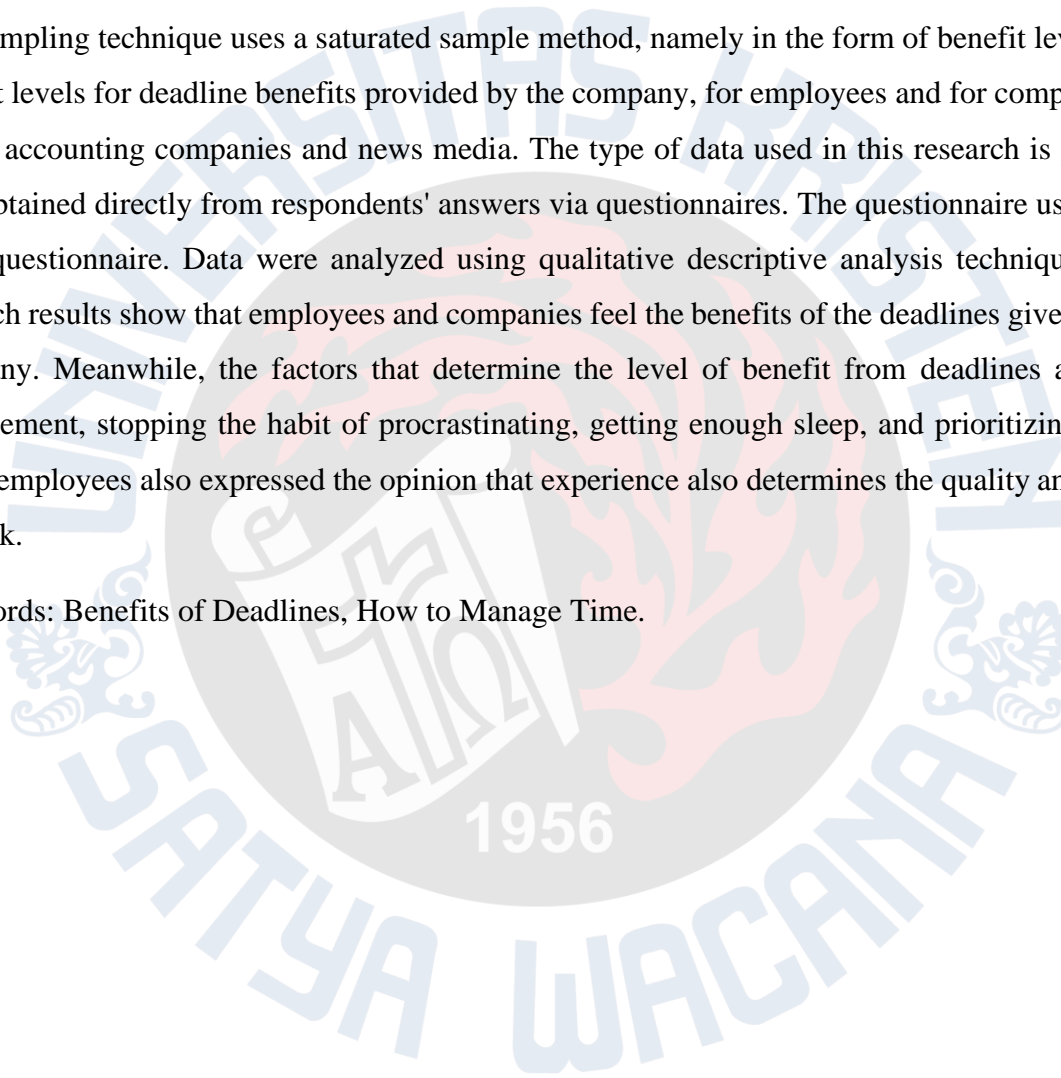 mpling technique uses a saturated sample method, namely in the form of benefit lev
t levels for deadline benefits provided by the company, for employees and for comp
accounting companies and news media. The type of data used in this research is
btained directly from respondents' answers via questionnaires. The questionnaire us
questionnaire. Data were analyzed using qualitative descriptive analysis techniqu
ch results show that employees and companies feel the benefits of the deadlines give
ny. Meanwhile, the factors that determine the level of benefit from deadlines a
ement, stopping the habit of procrastinating, getting enough sleep, and prioritizin
employees also expressed the opinion that experience also determines the quality an
k.
ords: Benefits of Deadlines, How to Manage Time.
UNIVERSITAS KRISTEN
ΑΩ
1956
SATYA WACANA